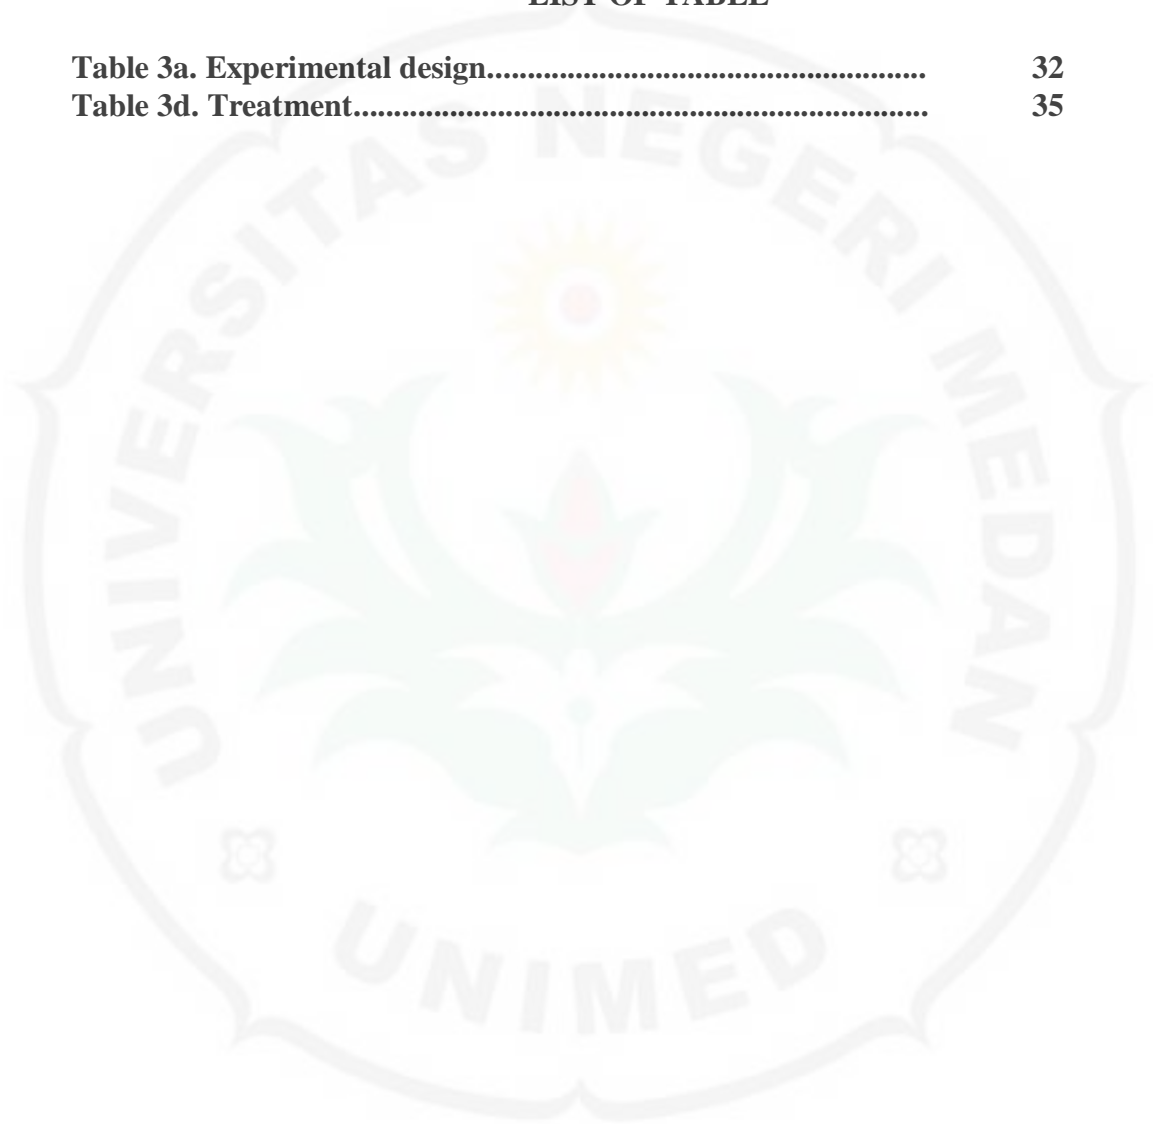 LIST OF TABLE
Table 3a. Experimental design...................................................... 32
Table 3d. Treatment....................................................................... 35
UNIVERSITAS NEGERI MEDAN
UNIMED